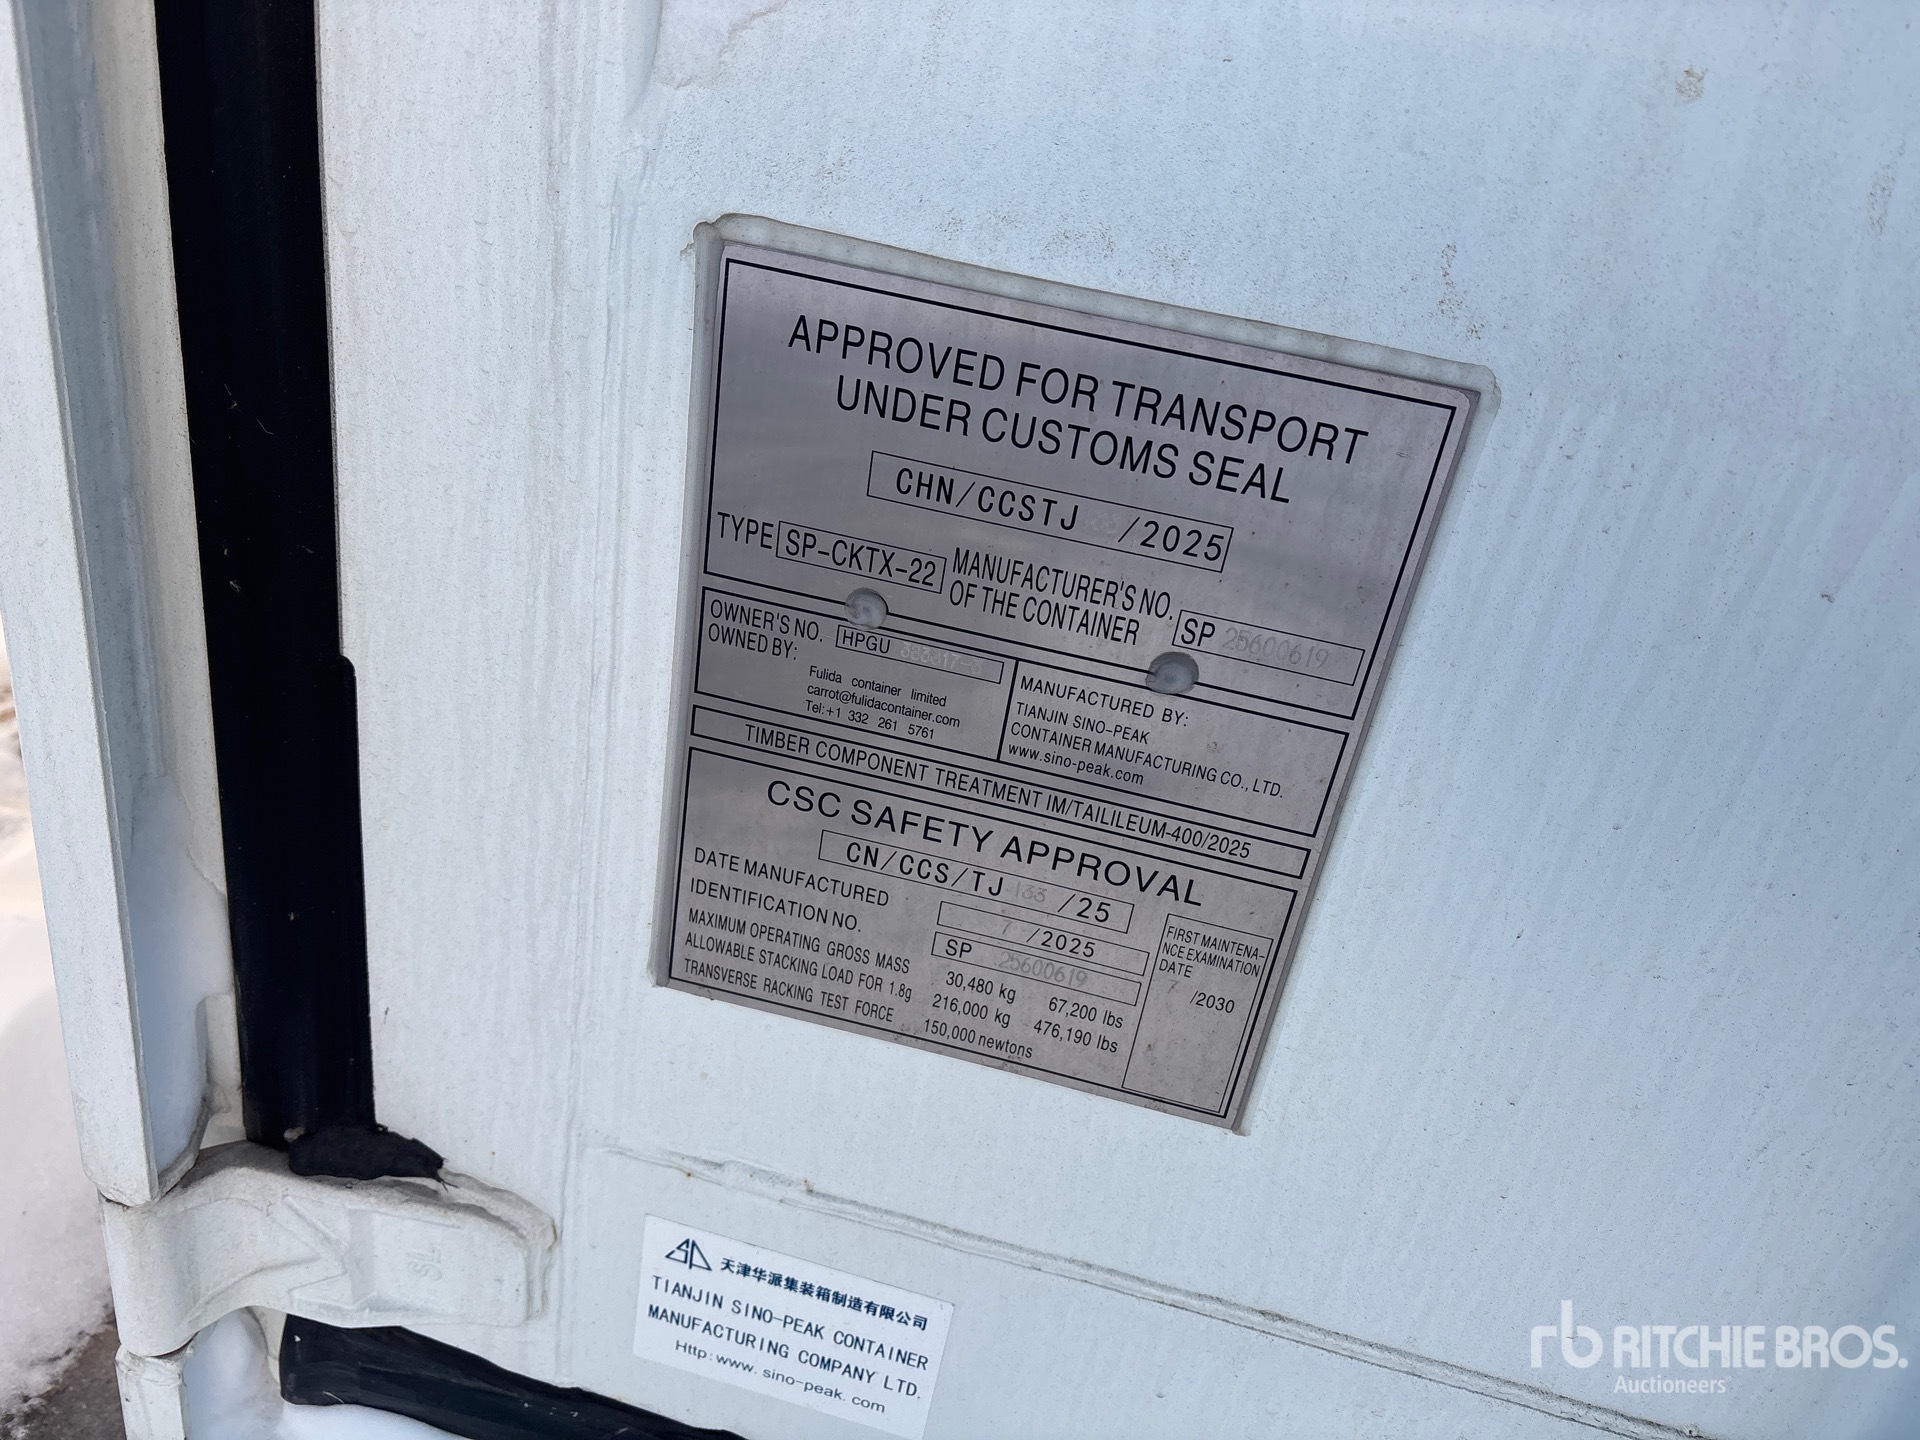 APPROVED FOR TRANSPORT
UNDER CUSTOMS SEAL
CHN/CCSTJ /2025
TYPE SP-CKTX-22 MANUFACTURER'S NO. OF THE CONTAINER SP 25600619
OWNER'S NO. HPGU
OWNED BY:
Fulida container limited
carrot@fulidacontainer.com
Tel:+1 332 261 5761
MANUFACTURED BY:
TIANJIN SINO-PEAK
CONTAINER MANUFACTURING CO., LTD.
www.sino-peak.com
TIMBER COMPONENT TREATMENT IM/TAILILEUM-400/2025
CSC SAFETY APPROVAL
CN/CCS/TJ 133 /25
DATE MANUFACTURED 7 /2025
IDENTIFICATION NO. SP 25600619
MAXIMUM OPERATING GROSS MASS 30,480 kg 67,200 lbs
ALLOWABLE STACKING LOAD FOR 1.8g 216,000 kg 476,190 lbs
TRANSVERSE RACKING TEST FORCE 150,000 newtons
FIRST MAINTENA-
NCE EXAMINATION
DATE
7 /2030
天津华派集装箱制造有限公司
TIANJIN SINO-PEAK CONTAINER
MANUFACTURING COMPANY LTD.
Http:www.sino-peak.com
rb RITCHIE BROS.
Auctioneers